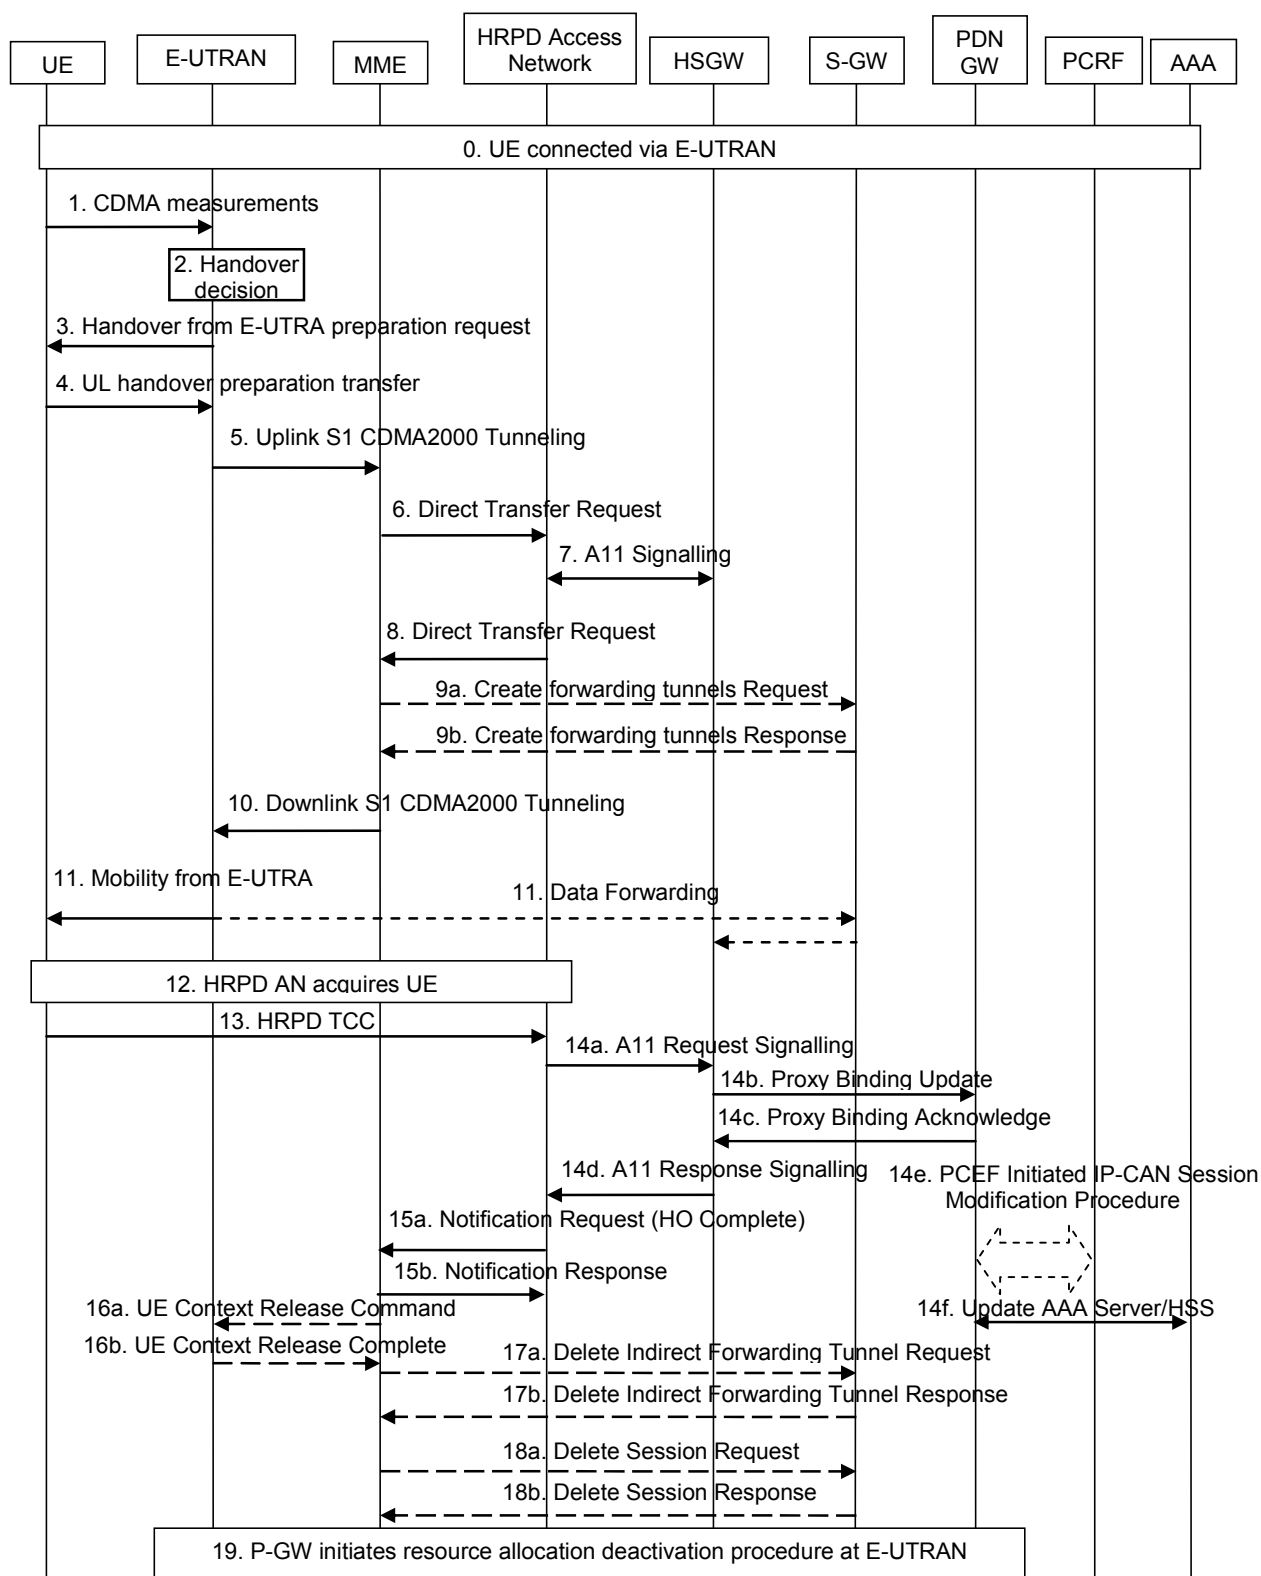 UE
E-UTRAN
MME
HRPD Access
Network
HSGW
S-GW
PDN
GW
PCRF
AAA
0. UE connected via E-UTRAN
1. CDMA measurements
2. Handover
decision
3. Handover from E-UTRA preparation request
4. UL handover preparation transfer
5. Uplink S1 CDMA2000 Tunneling
6. Direct Transfer Request
7. A11 Signalling
8. Direct Transfer Request
9a. Create forwarding tunnels Request
9b. Create forwarding tunnels Response
10. Downlink S1 CDMA2000 Tunneling
11. Mobility from E-UTRA
11. Data Forwarding
12. HRPD AN acquires UE
13. HRPD TCC
14a. A11 Request Signalling
14b. Proxy Binding Update
14c. Proxy Binding Acknowledge
14d. A11 Response Signalling
14e. PCEF Initiated IP-CAN Session
Modification Procedure
15a. Notification Request (HO Complete)
15b. Notification Response
16a. UE Context Release Command
14f. Update AAA Server/HSS
16b. UE Context Release Complete
17a. Delete Indirect Forwarding Tunnel Request
17b. Delete Indirect Forwarding Tunnel Response
18a. Delete Session Request
18b. Delete Session Response
19. P-GW initiates resource allocation deactivation procedure at E-UTRAN